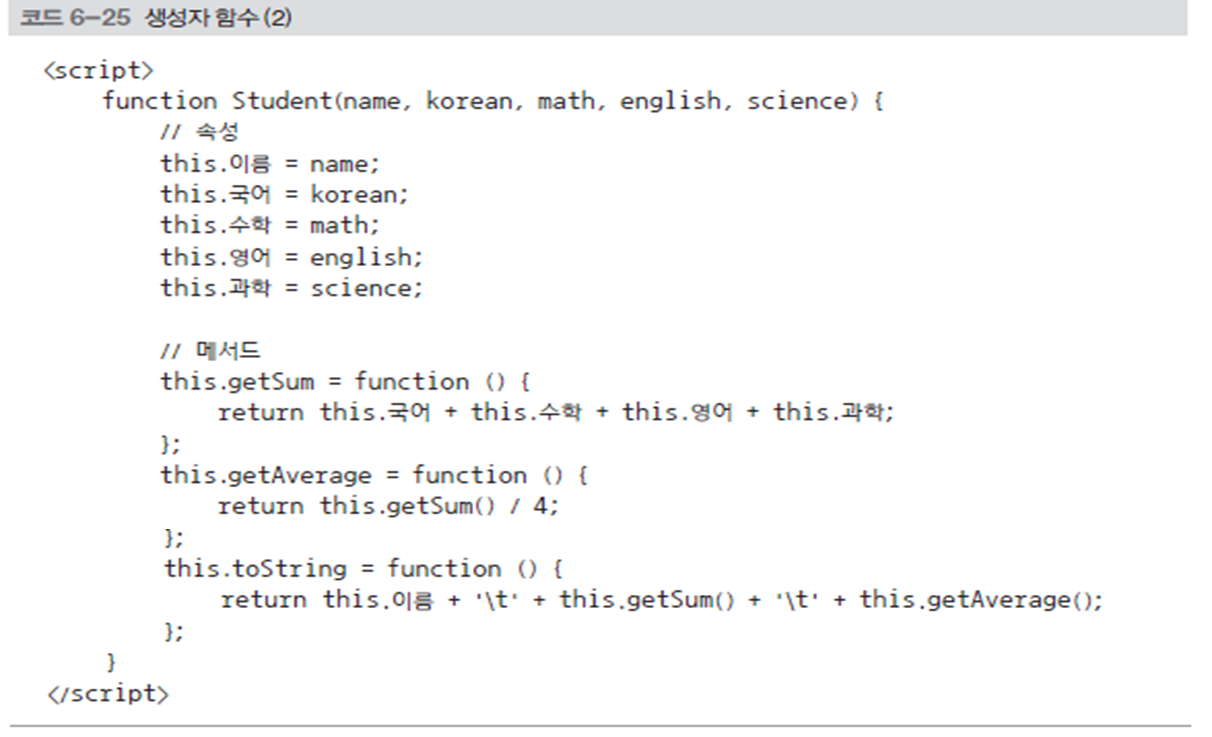 코드 6-25 생성자 함수(2)
<script>
function Student(name, korean, math, english, science) {
// 속성
this.이름 = name;
this.국어 = korean;
this.수학 = math;
this.영어 = english;
this.과학 = science;
// 메서드
this.getSum = function () {
return this.국어 + this.수학 + this.영어 + this.과학;
};
this.getAverage = function () {
return this.getSum() / 4;
};
this.toString = function () {
return this.이름 + '\t' + this.getSum() + '\t' + this.getAverage();
};
}
</script>